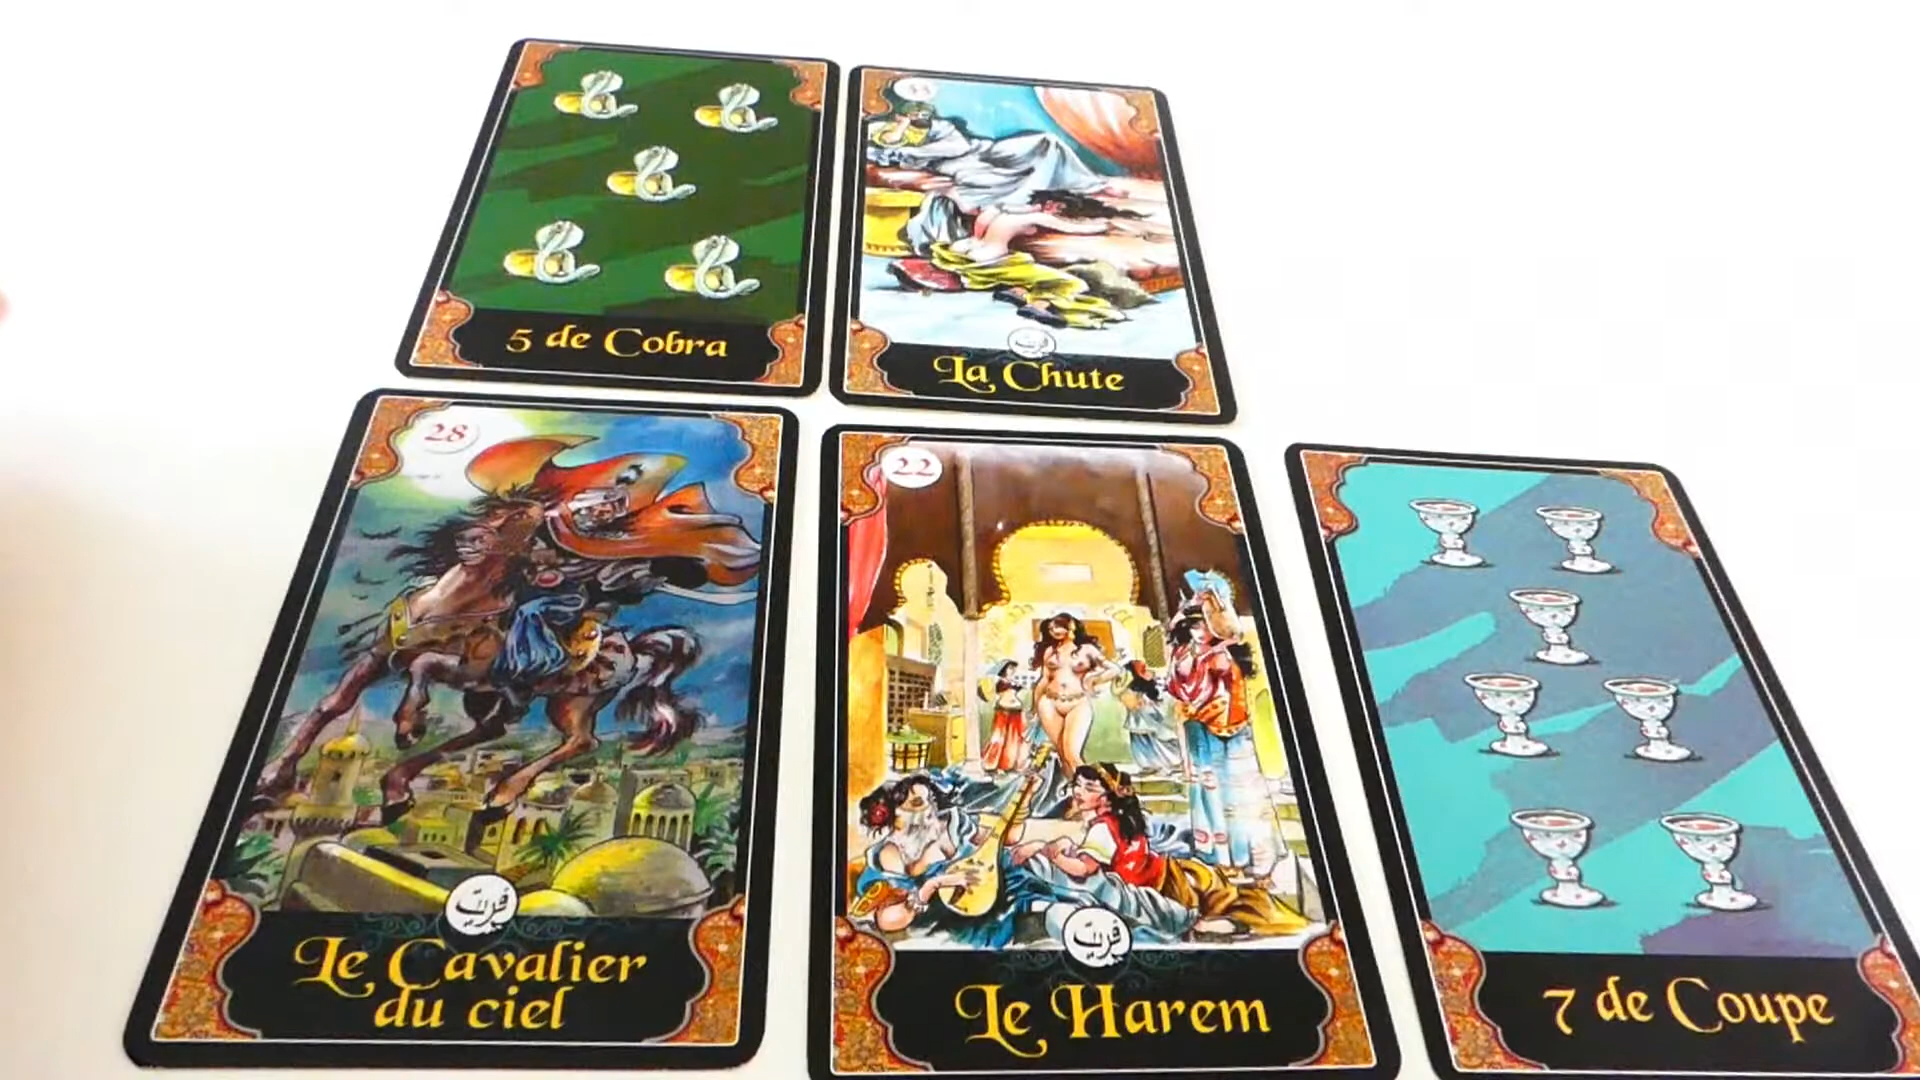 5 de Cobra
La Chute
28
Le Cavalier
du ciel
22
Le Harem
7 de Coupe